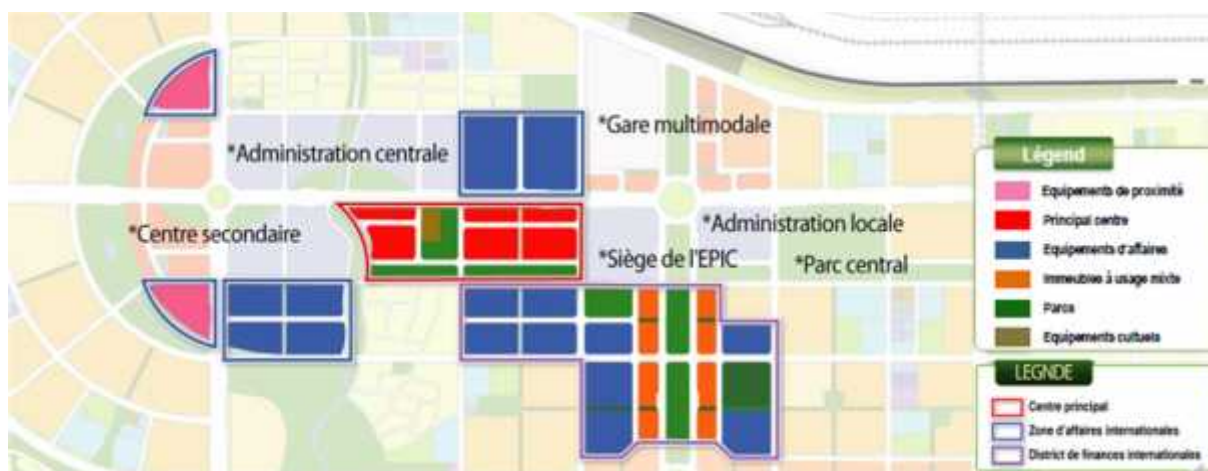 *Gare multimodale
*Administration centrale
*Centre secondaire
*Administration locale
*Siège de l'EPIC
*Parc central
Légend
Equipements de proximité
Principal centre
Equipements d'affaires
Immeubles à usage mixte
Parcs
Equipements cultuels
LEGNDE
Centre principal
Zone d'affaires internationales
District de finances internationales